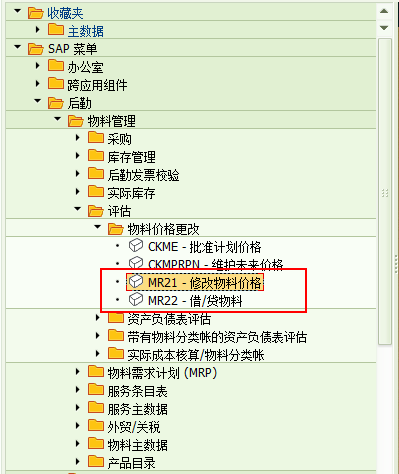 收藏夹
主数据
SAP 菜单
办公室
跨应用组件
后勤
物料管理
采购
库存管理
后勤发票校验
实际库存
评估
物料价格更改
CKME - 批准计划价格
CKMPRPN - 维护未来价格
MR21 - 修改物料价格
MR22 - 借/贷物料
资产负债表评估
带有物料分类帐的资产负债表评估
实际成本核算/物料分类帐
物料需求计划 (MRP)
服务条目表
服务主数据
外贸/关税
物料主数据
产品目录